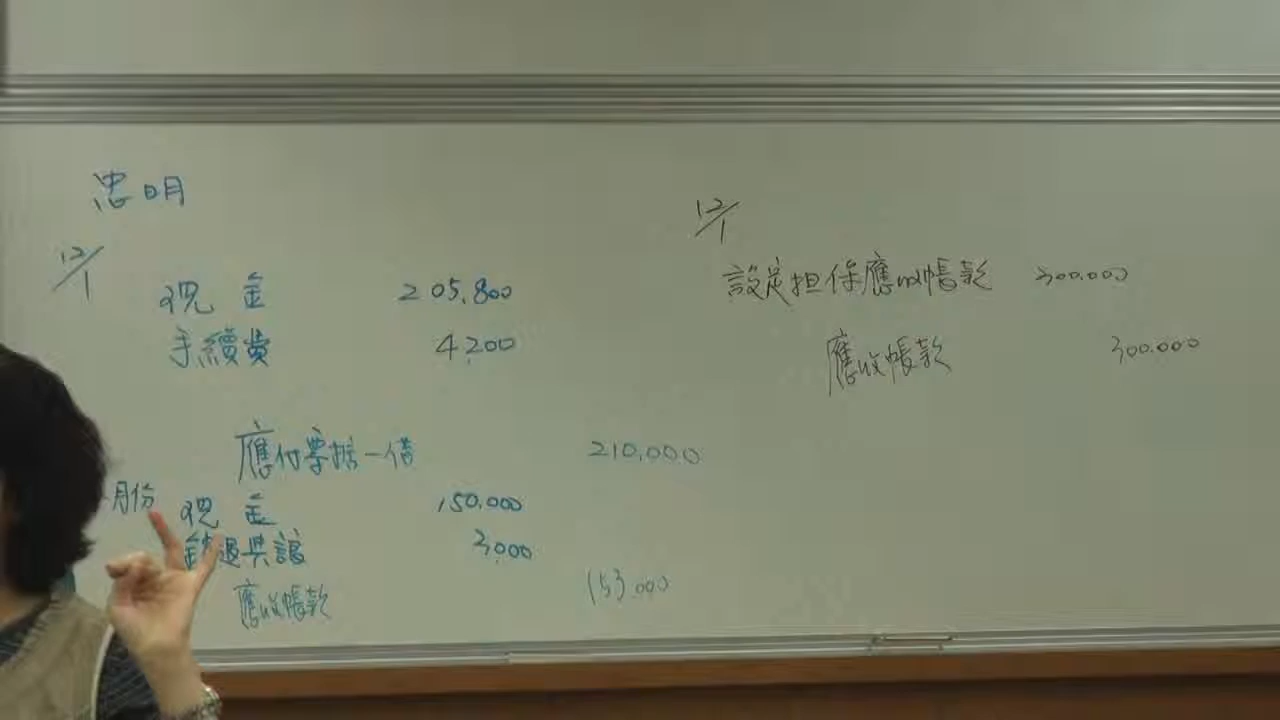 忠明
12/1
現金 205,800
手續費 4,200
應付票据一借 210,000
月份 現金 150,000
銷退與讓 3,000
應收帳款 153,000
12/1
設定担保應收帳款 300,000
應收帳款 300,000